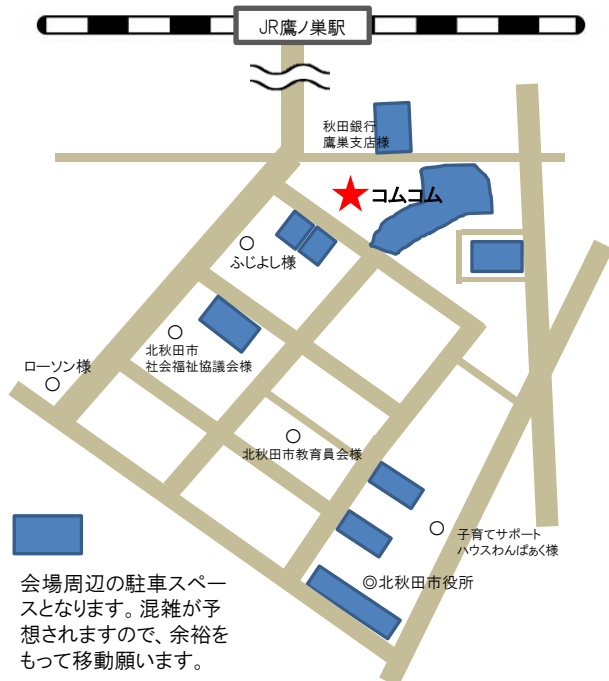 JR鷹ノ巣駅
秋田銀行
鷹巣支店様
コムコム
ふじよし様
北秋田市
社会福祉協議会様
ローソン様
北秋田市教育員会様
子育てサポート
ハウスわんぱぁく様
◎北秋田市役所
会場周辺の駐車スペー
スとなります。混雑が予
想されますので、余裕を
もって移動願います。